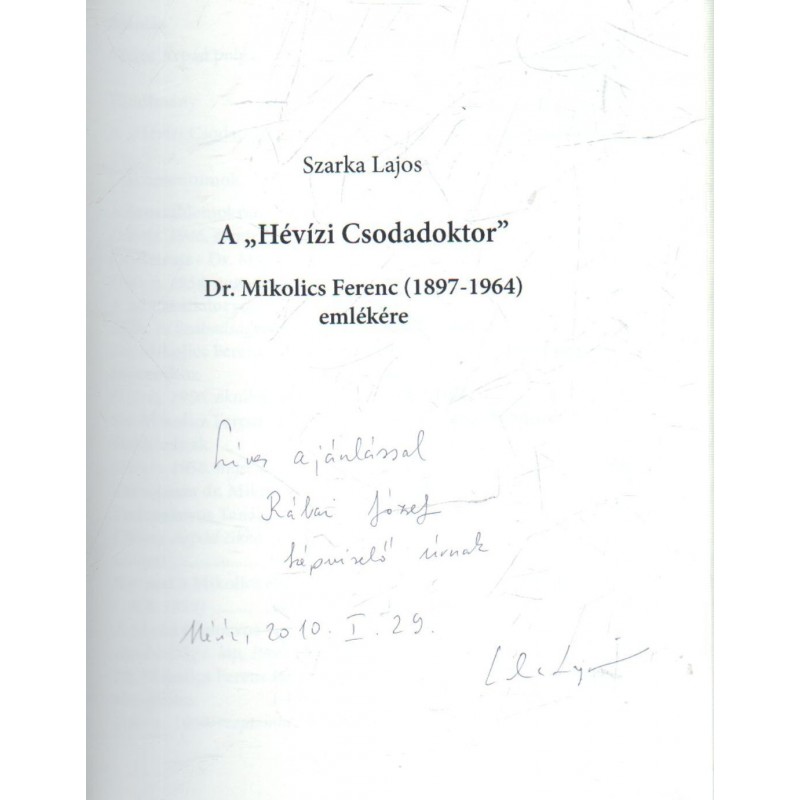 Szarka Lajos
A „Hévízi Csodadoktor”
Dr. Mikolics Ferenc (1897-1964)
emlékére
Szíves ajánlással
Rábai József
képviselő úrnak
Hévíz, 2010. I. 29.